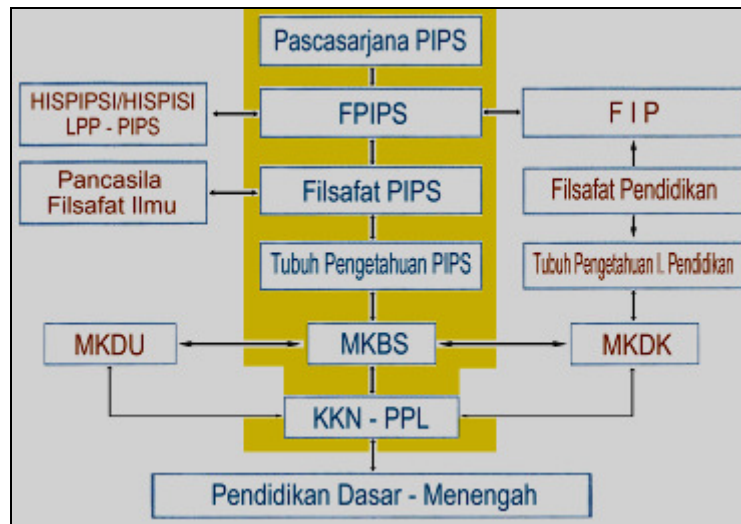 Pascasarjana PIPS
HISPIPSI/HISPISI
LPP - PIPS
FPIPS
F I P
Pancasila
Filsafat Ilmu
Filsafat PIPS
Filsafat Pendidikan
Tubuh Pengetahuan PIPS
Tubuh Pengetahuan I. Pendidikan
MKDU
MKBS
MKDK
KKN - PPL
Pendidikan Dasar - Menengah